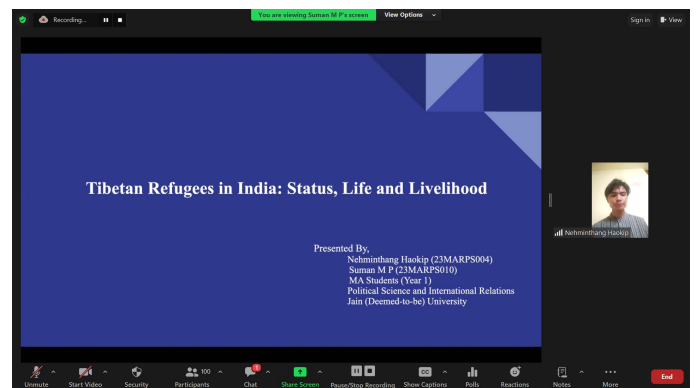 Recording...
You are viewing Suman M P's screen
View Options
Sign in
View
Tibetan Refugees in India: Status, Life and Livelihood
Presented By,
Nehminthang Haokip (23MARPS004)
Suman M P (23MARPS010)
MA Students (Year 1)
Political Science and International Relations
Jain (Deemed-to-be) University
Nehminthang Haokip
Unmute
Start Video
Security
Participants
100
Chat
1
Share Screen
Pause/Stop Recording
CC
Show Captions
Polls
Reactions
Notes
More
End